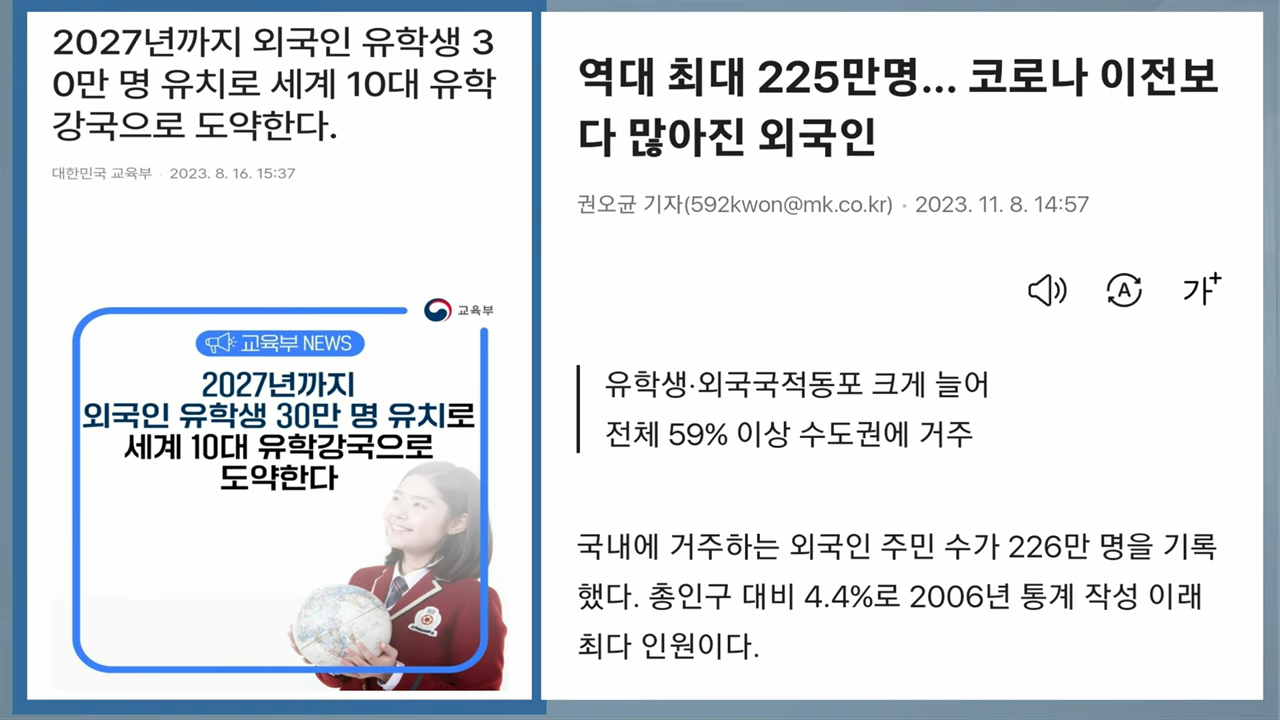 2027년까지 외국인 유학생 3
0만 명 유치로 세계 10대 유학
강국으로 도약한다.
대한민국 교육부 · 2023. 8. 16. 15:37
교육부
교육부 NEWS
2027년까지
외국인 유학생 30만 명 유치로
세계 10대 유학강국으로
도약한다
역대 최대 225만명... 코로나 이전보
다 많아진 외국인
권오균 기자(592kwon@mk.co.kr) · 2023. 11. 8. 14:57
A 가+
유학생·외국국적동포 크게 늘어
전체 59% 이상 수도권에 거주
국내에 거주하는 외국인 주민 수가 226만 명을 기록
했다. 총인구 대비 4.4%로 2006년 통계 작성 이래
최다 인원이다.